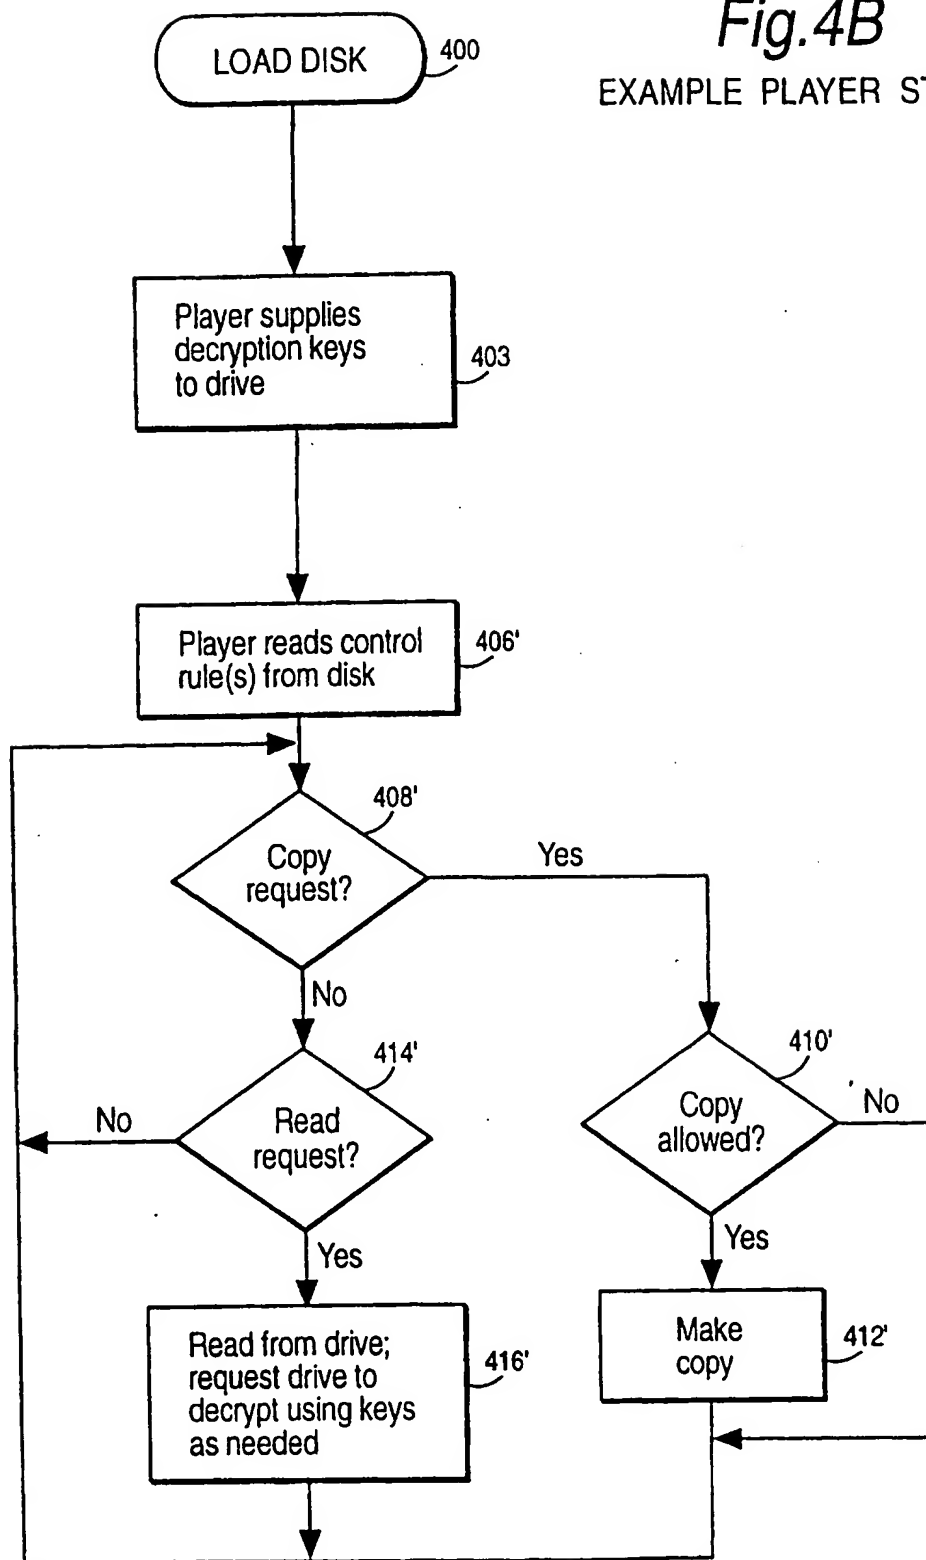 Fig.4B
EXAMPLE PLAYER
LOAD DISK
400
Player supplies
decryption keys
to drive
403
Player reads control
rule(s) from disk
406'
408'
Copy
request?
Yes
No
414'
Read
request?
No
410'
Copy
allowed?
No
Yes
Yes
Read from drive;
request drive to
decrypt using keys
as needed
416'
Make
copy
412'